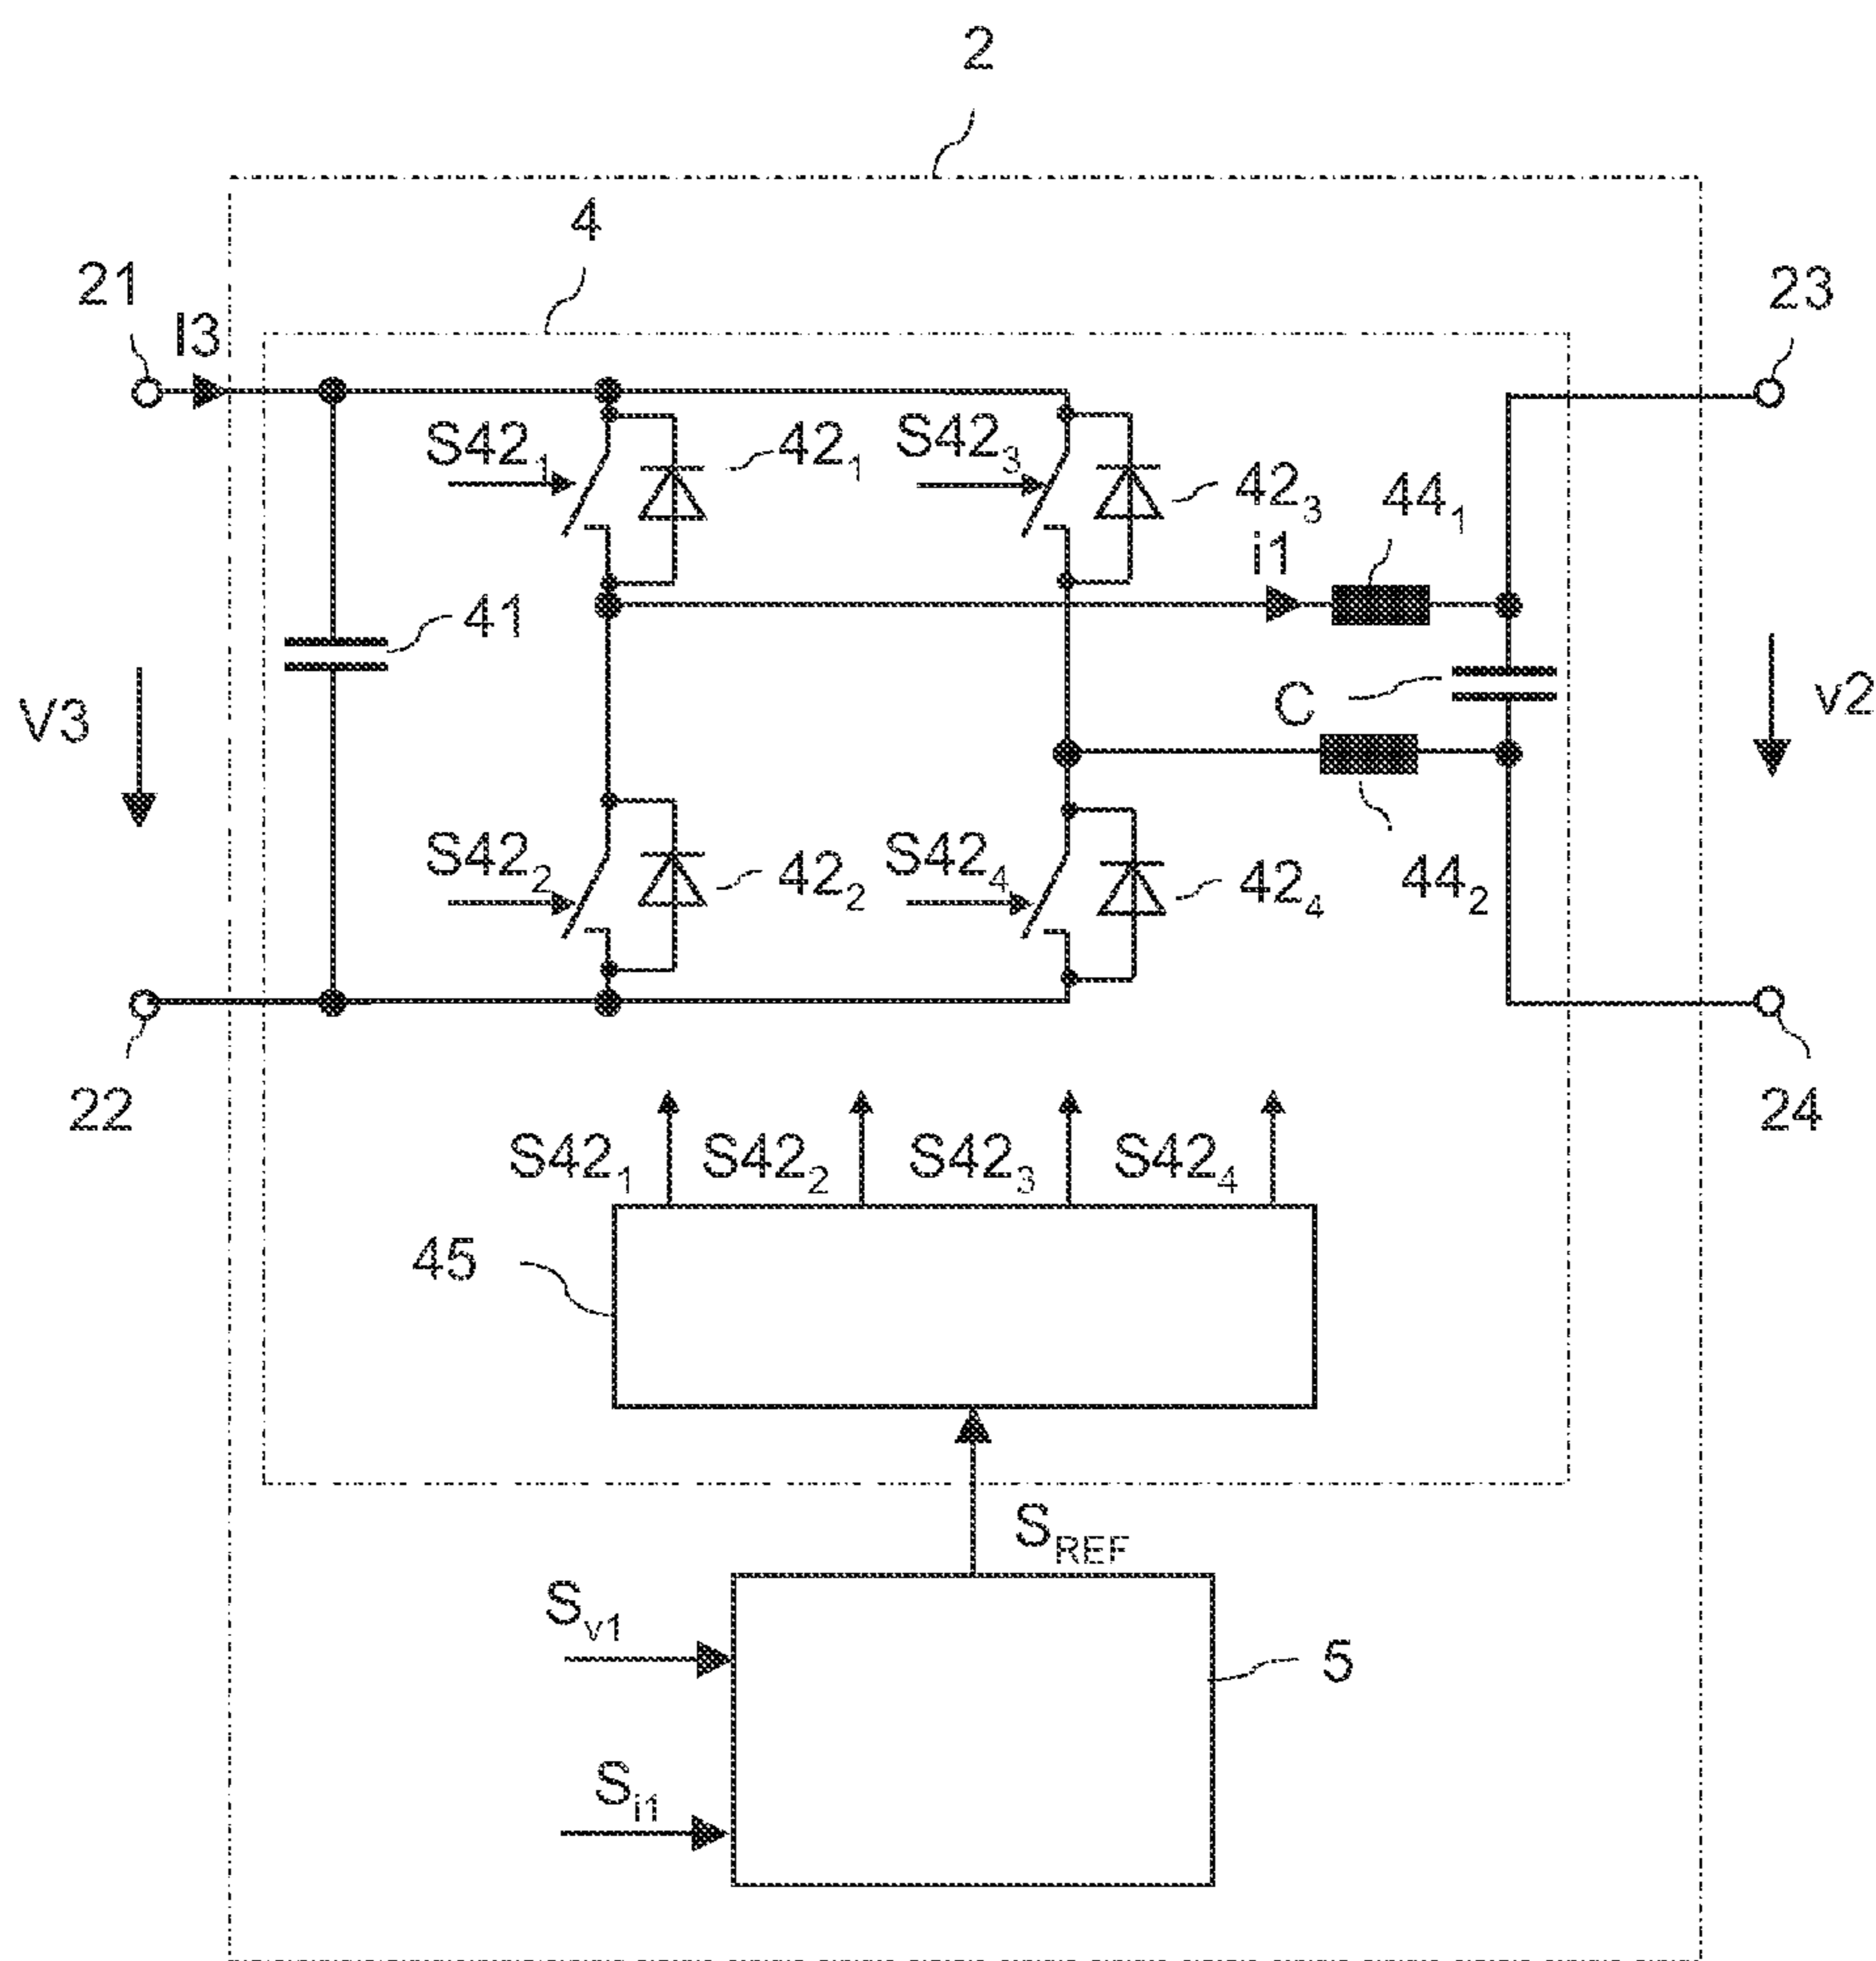 2
4
21
I3
23
S42₁
42₁
S42₃
42₃
44₁
i1
41
C
V3
v2
S42₂
42₂
S42₄
42₄
44₂
22
24
S42₁
S42₂
S42₃
S42₄
45
S_REF
S_v1
5
S_i1